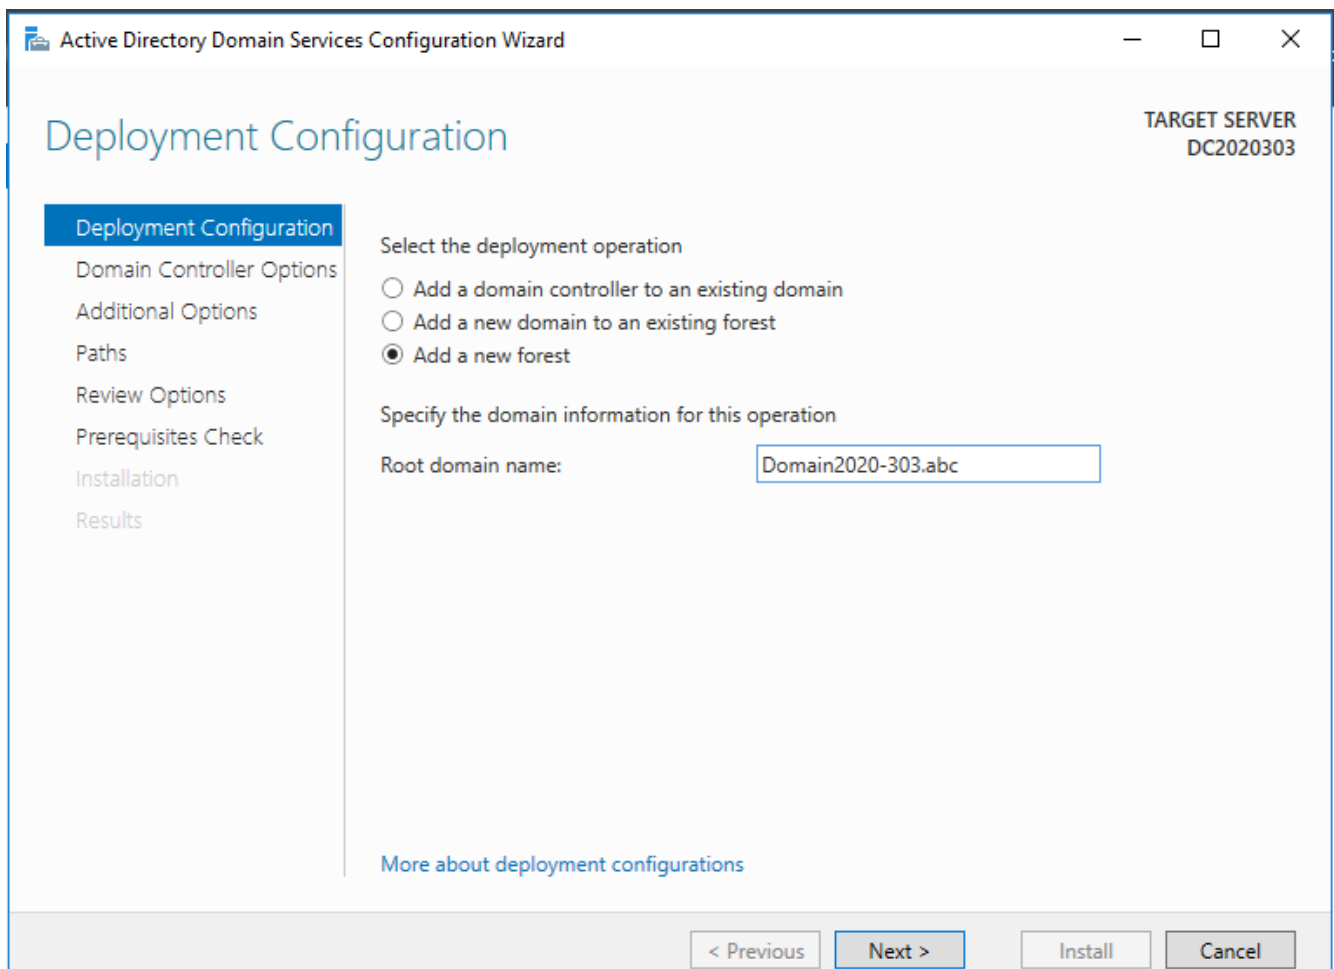 Active Directory Domain Services Configuration Wizard
Deployment Configuration
TARGET SERVER
DC2020303
Deployment Configuration
Domain Controller Options
Additional Options
Paths
Review Options
Prerequisites Check
Installation
Results
Select the deployment operation
Add a domain controller to an existing domain
Add a new domain to an existing forest
Add a new forest
Specify the domain information for this operation
Root domain name: Domain2020-303.abc
More about deployment configurations
< Previous Next > Install Cancel